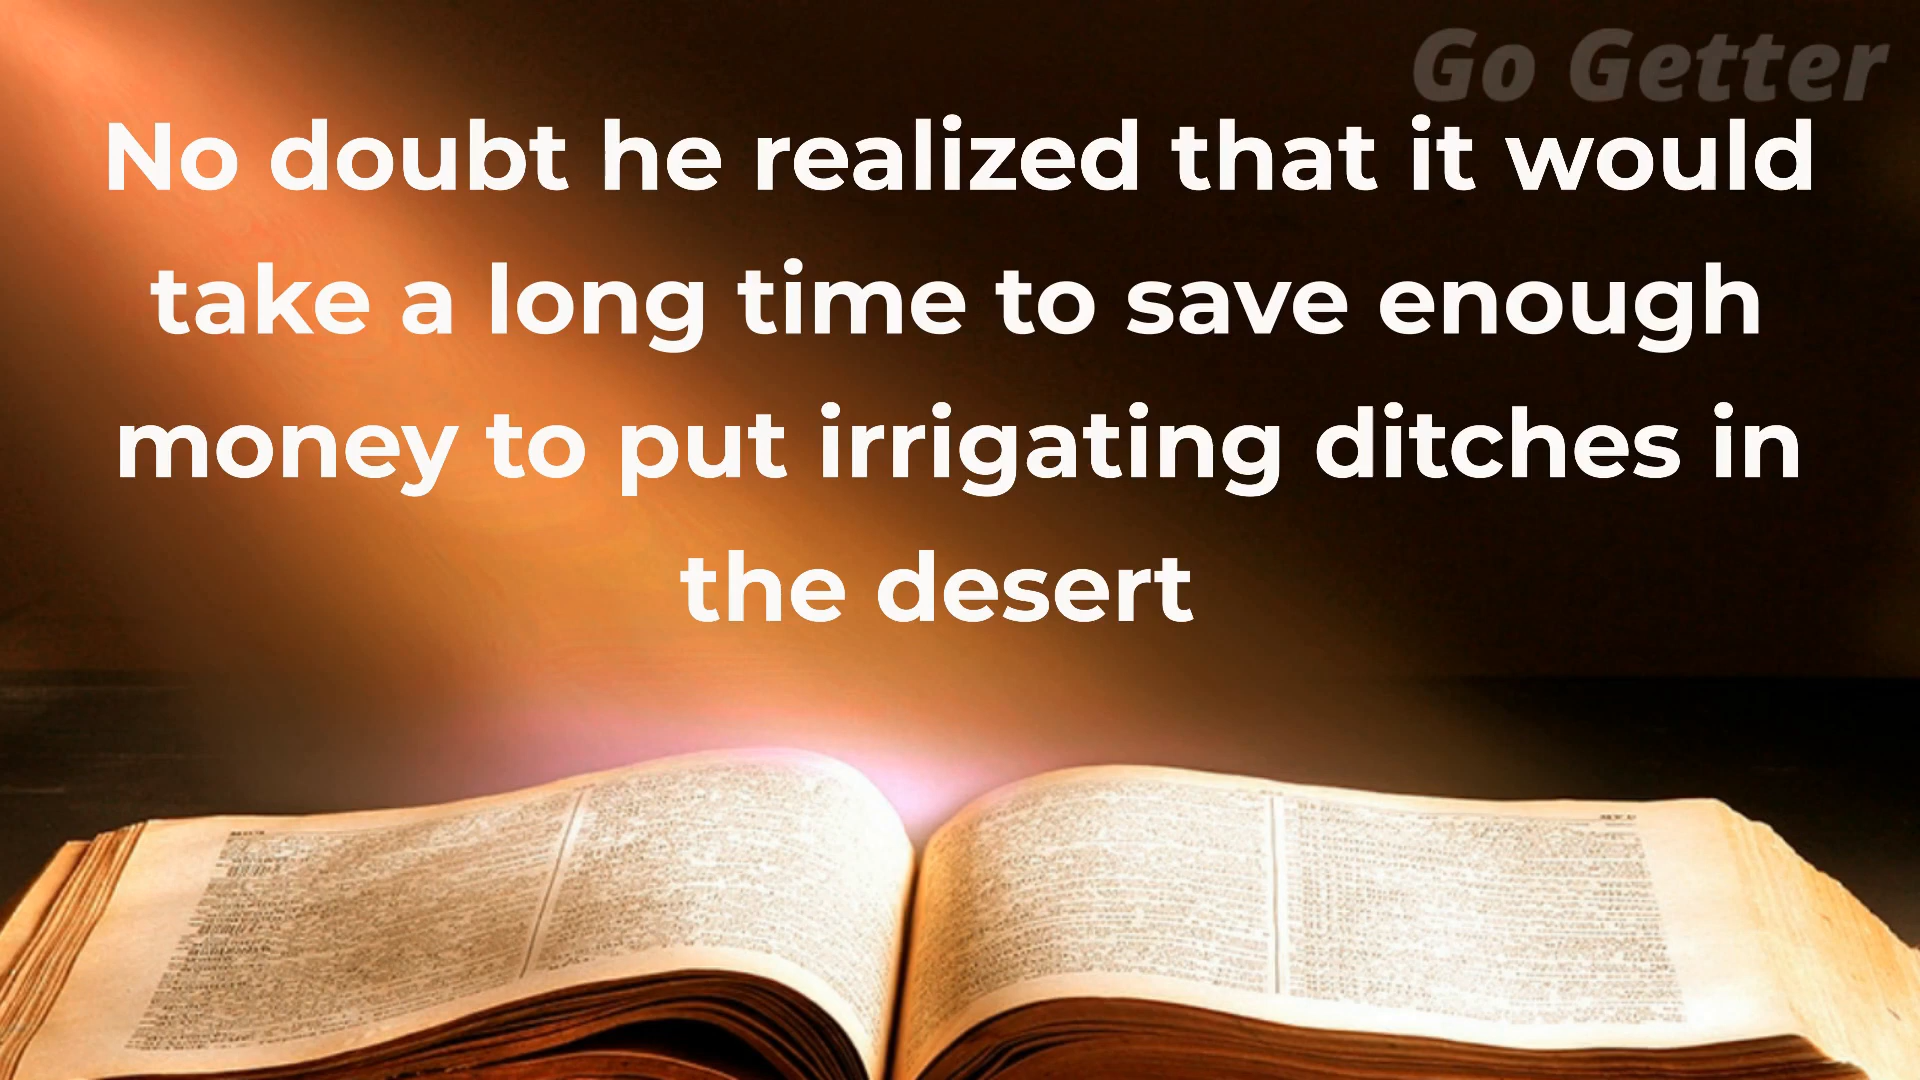 Go Getter
No doubt he realized that it would
take a long time to save enough
money to put irrigating ditches in
the desert